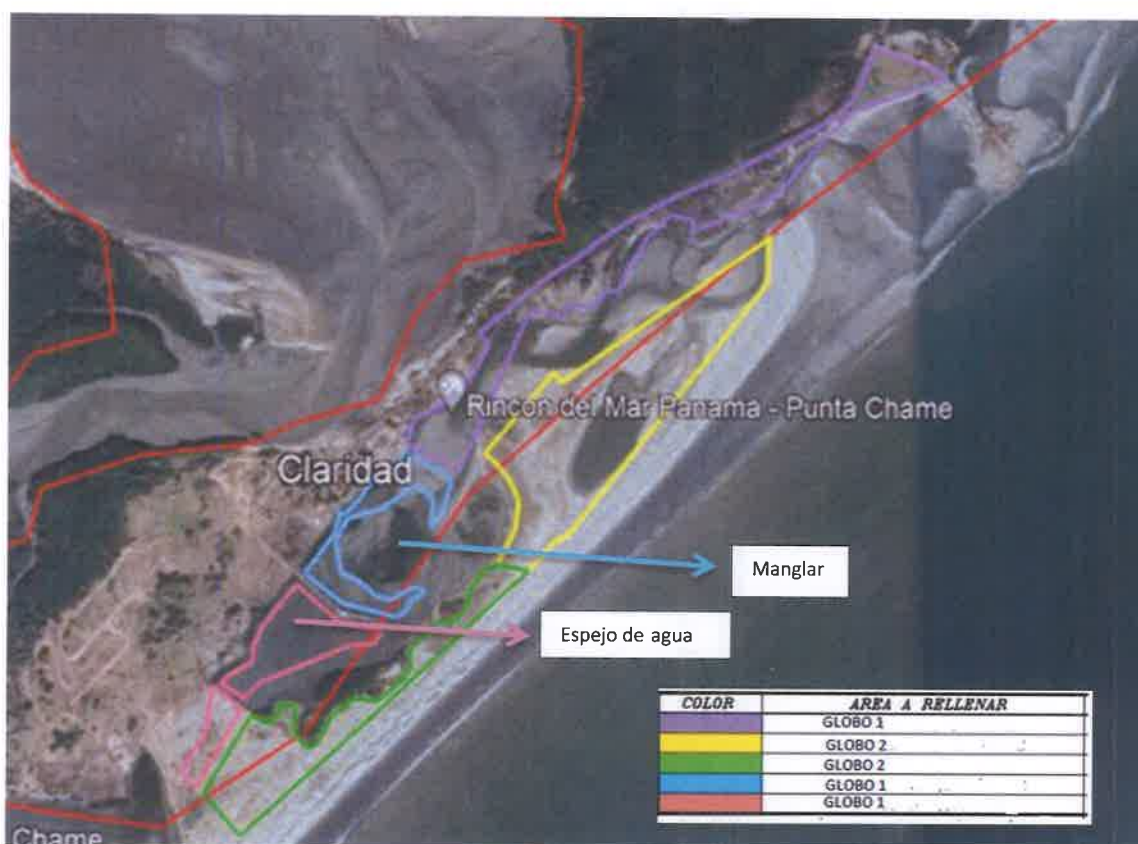 Rincon del Mar Panama - Punta Chame
Claridad
Manglar
Espejo de agua
COLOR AREA A RELLENAR
GLOBO 1
GLOBO 2
GLOBO 2
GLOBO 1
GLOBO 1
Chame